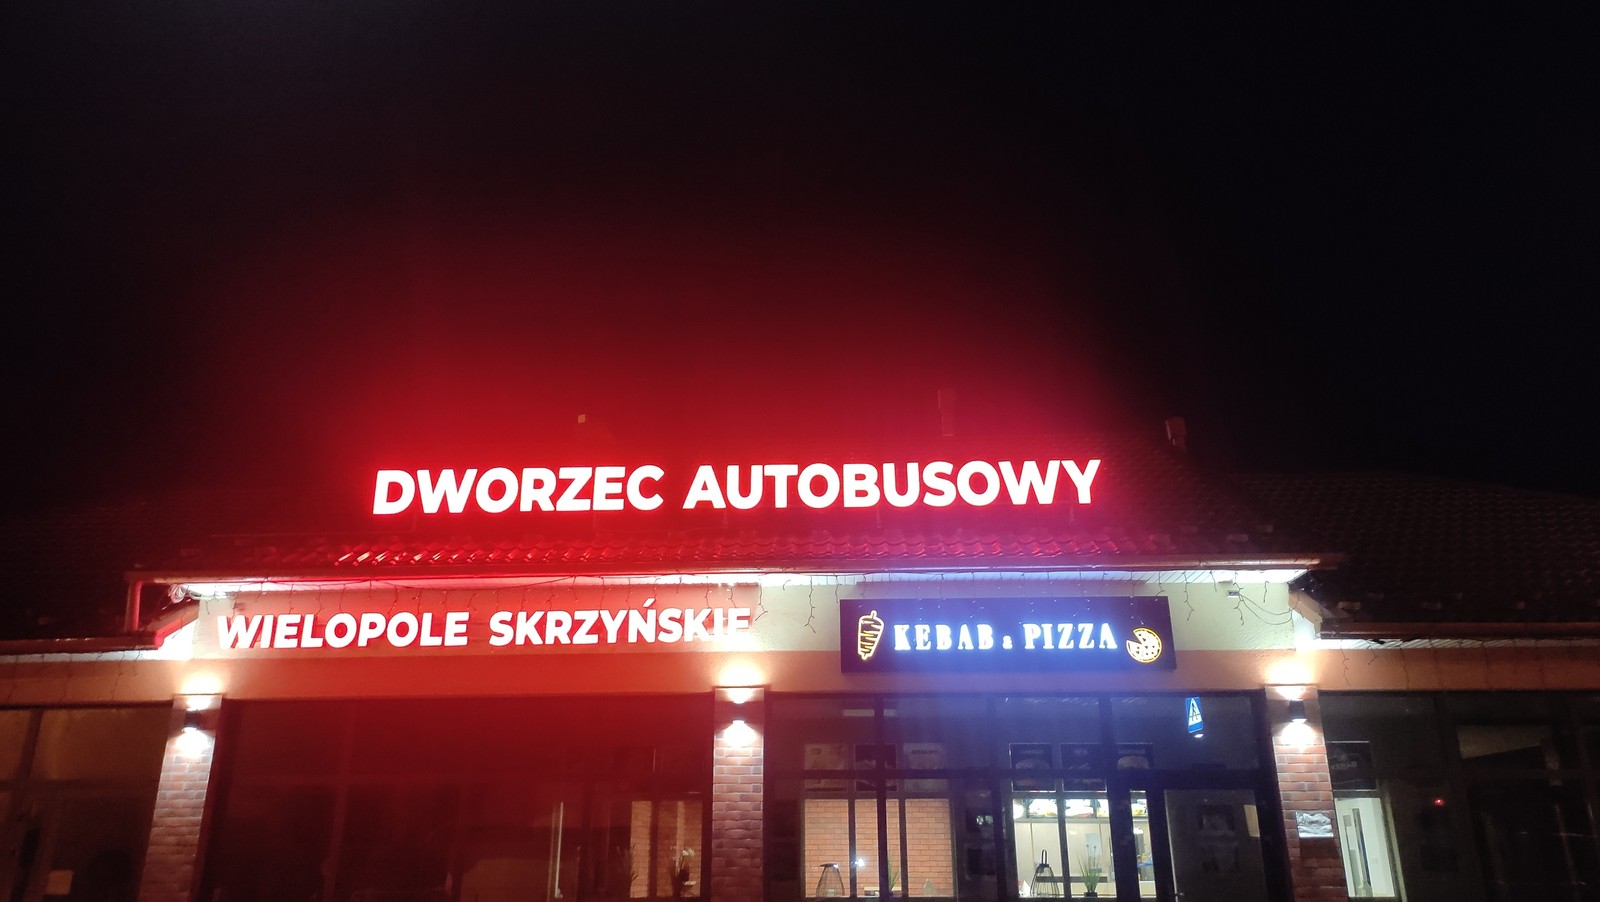 DWORZEC AUTOBUSOWY
WIELOPOLE SKRZYŃSKIE
KEBAB & PIZZA